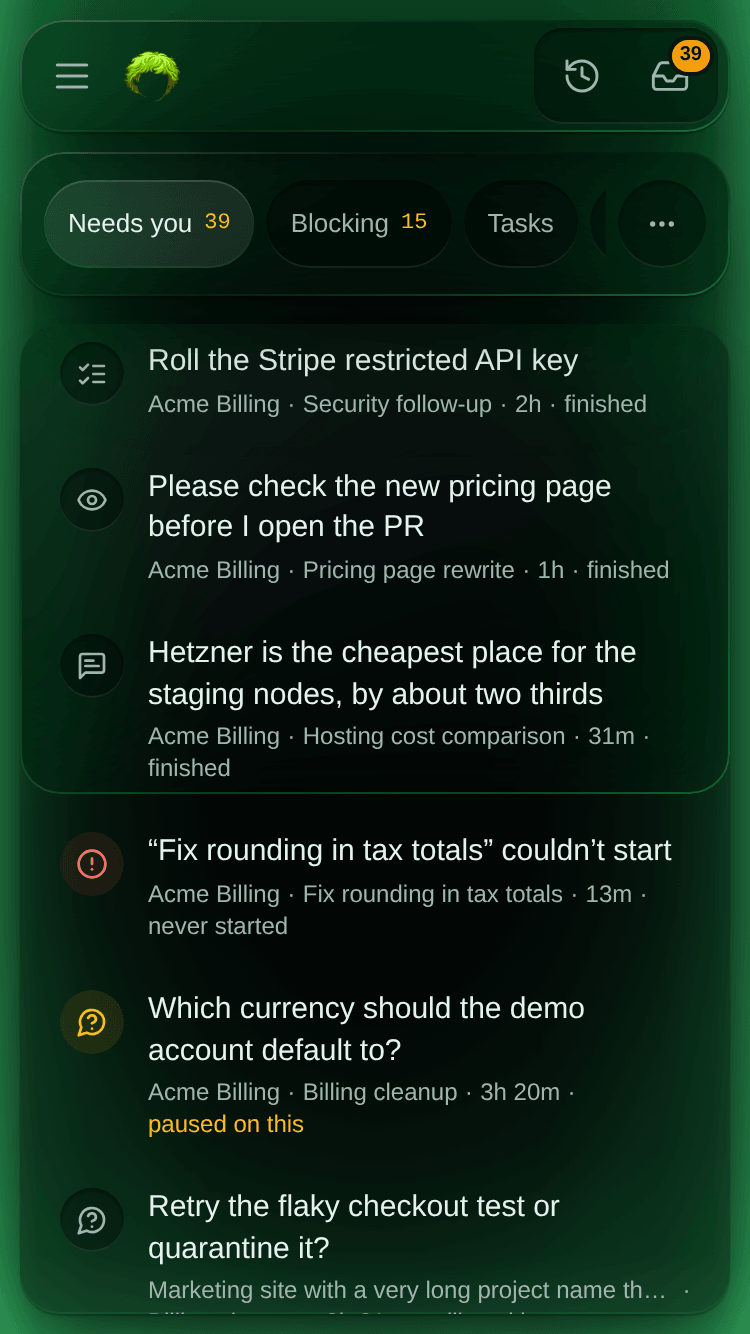 39
Needs you 39
Blocking 15
Tasks
Roll the Stripe restricted API key
Acme Billing · Security follow-up · 2h · finished
Please check the new pricing page
before I open the PR
Acme Billing · Pricing page rewrite · 1h · finished
Hetzner is the cheapest place for the
staging nodes, by about two thirds
Acme Billing · Hosting cost comparison · 31m ·
finished
“Fix rounding in tax totals” couldn’t start
Acme Billing · Fix rounding in tax totals · 13m ·
never started
Which currency should the demo
account default to?
Acme Billing · Billing cleanup · 3h 20m ·
paused on this
Retry the flaky checkout test or
quarantine it?
Marketing site with a very long project name th… ·